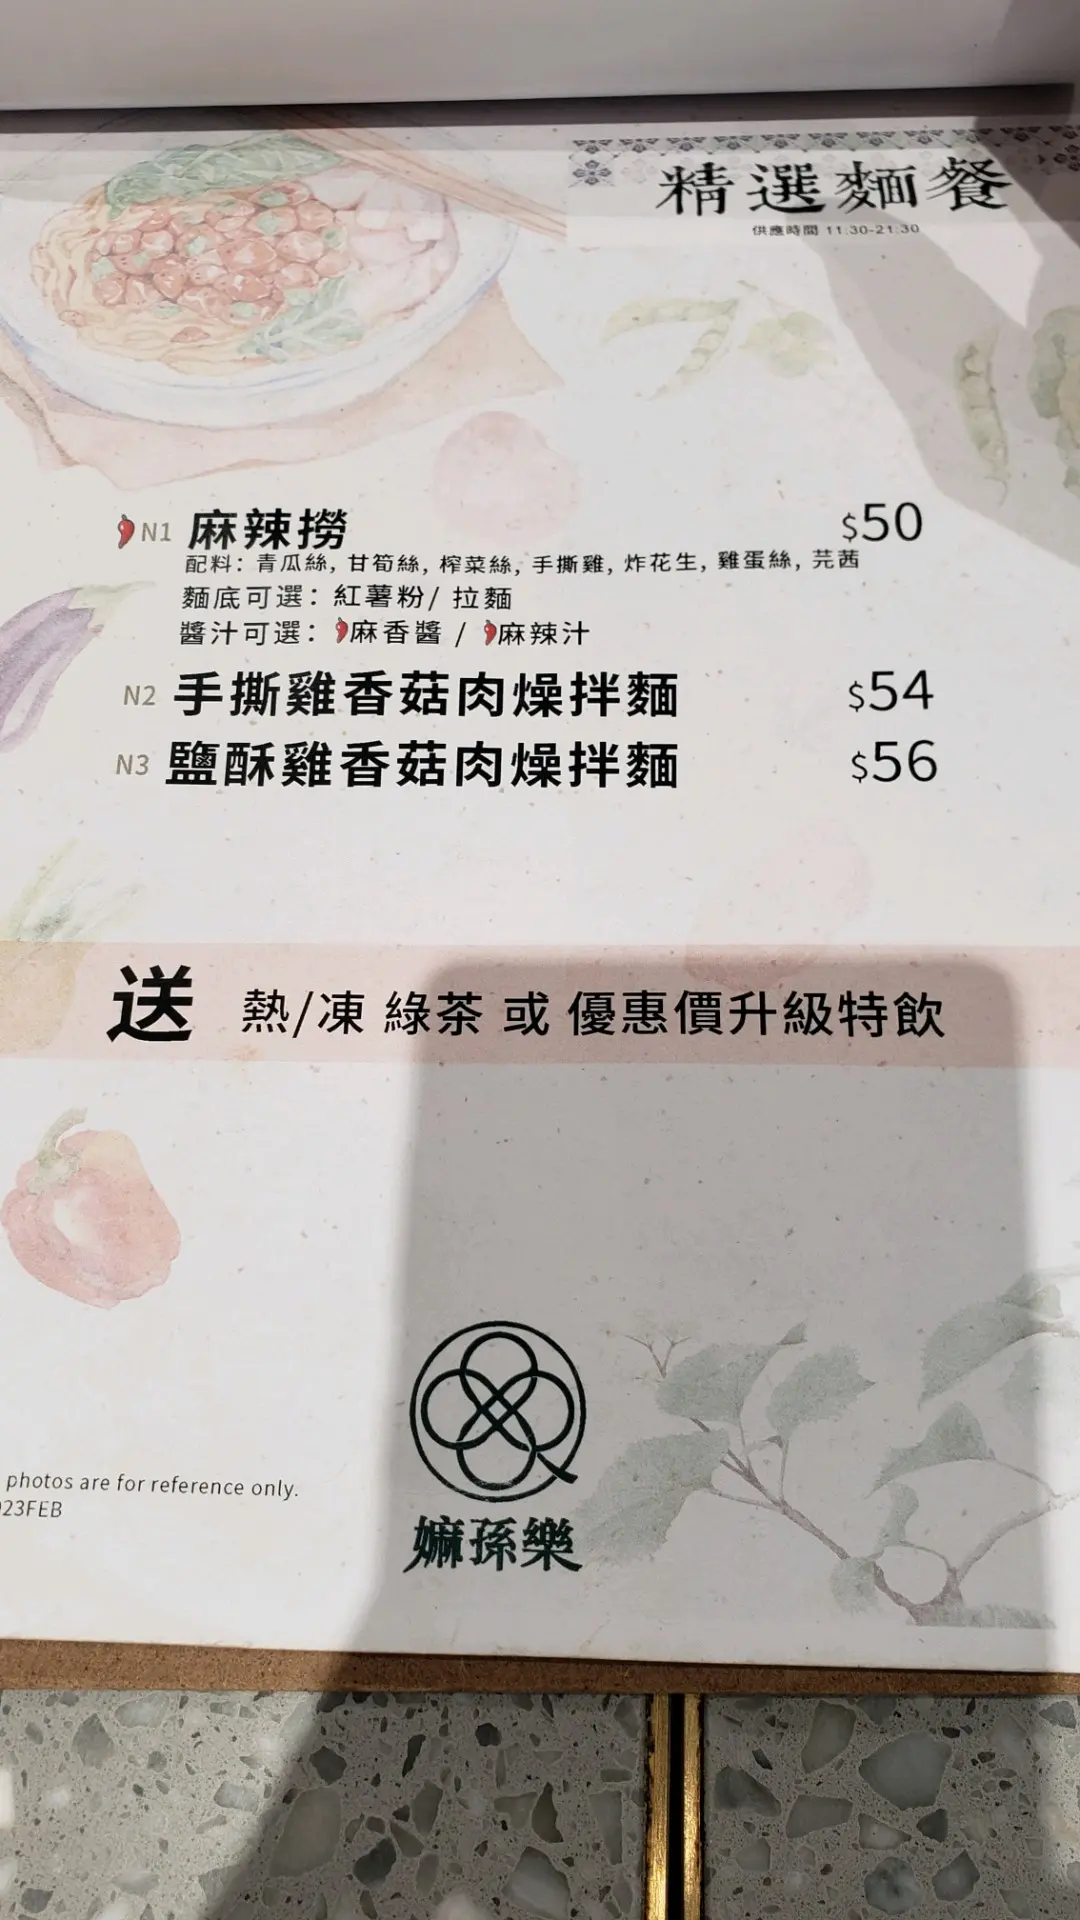 精選麵餐
供應時間 11:30-21:30
N1 麻辣撈 $50
配料: 青瓜絲, 甘筍絲, 榨菜絲, 手撕雞, 炸花生, 雞蛋絲, 芫茜
麵底可選: 紅薯粉/ 拉麵
醬汁可選: 麻香醬 / 麻辣汁
N2 手撕雞香菇肉燥拌麵 $54
N3 鹽酥雞香菇肉燥拌麵 $56
送 熱/凍 綠茶 或 優惠價升級特飲
photos are for reference only.
23FEB
嫲孫樂